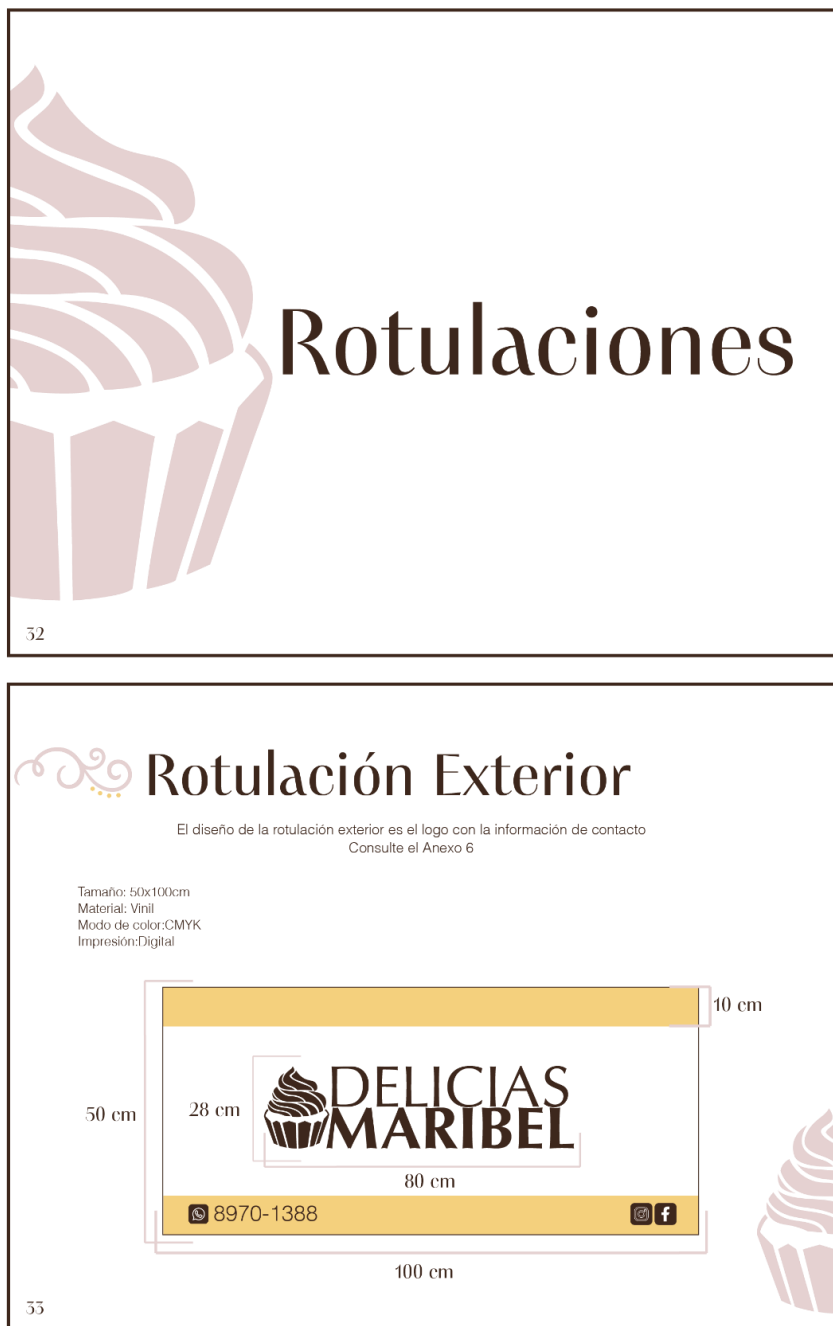 Rotulaciones
32
Rotulación Exterior
El diseño de la rotulación exterior es el logo con la información de contacto
Consulte el Anexo 6
Tamaño: 50x100cm
Material: Vinil
Modo de color:CMYK
Impresión:Digital
10 cm
50 cm
28 cm
DELICIAS
MARIBEL
80 cm
8970-1388
100 cm
33